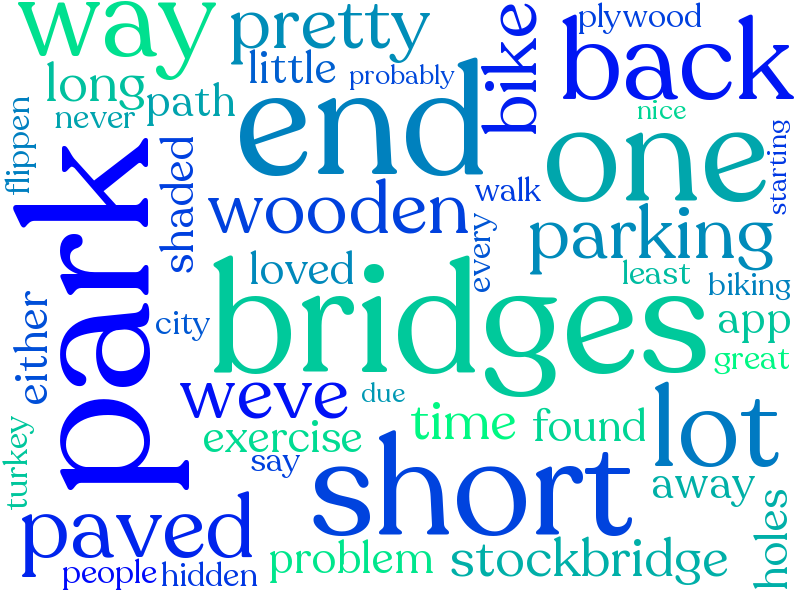 way
pretty
bike
plywood
back
long
little
probably
path
never
end
nice
one
flippen
shaded
starting
park
wooden
walk
every
parking
loved
least
biking
bridges
city
app
either
great
weve
due
time
found
lot
exercise
say
turkey
short
away
holes
paved
problem
stockbridge
people
hidden